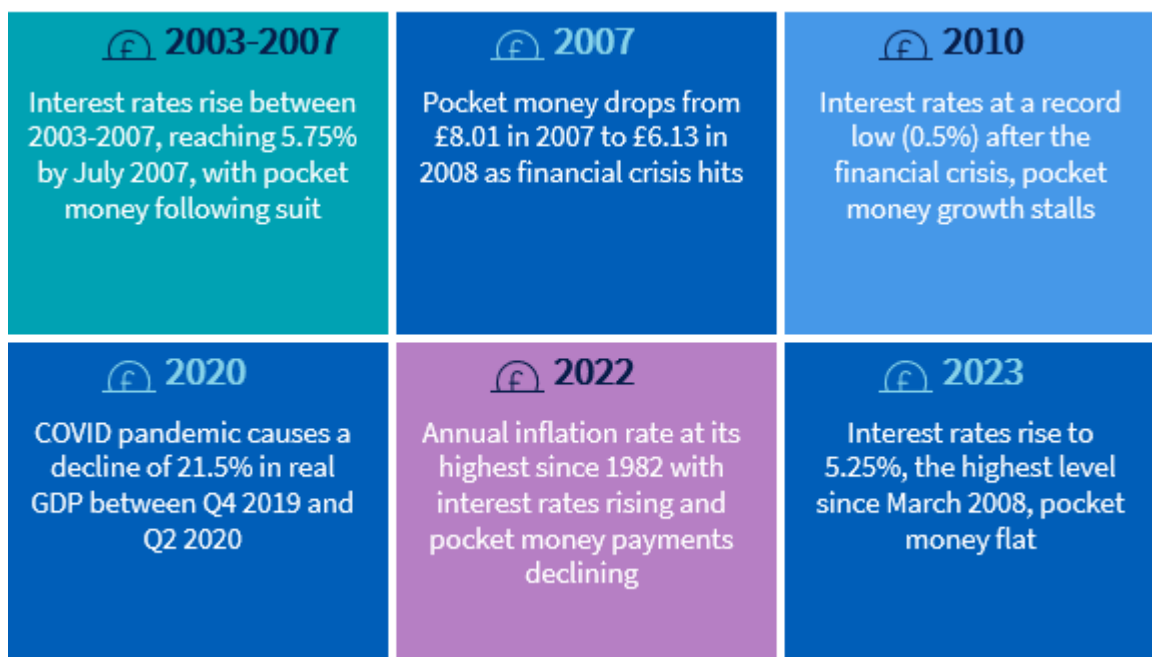 £ 2003-2007
Interest rates rise between
2003-2007, reaching 5.75%
by July 2007, with pocket
money following suit
£ 2007
Pocket money drops from
£8.01 in 2007 to £6.13 in
2008 as financial crisis hits
£ 2010
Interest rates at a record
low (0.5%) after the
financial crisis, pocket
money growth stalls
£ 2020
COVID pandemic causes a
decline of 21.5% in real
GDP between Q4 2019 and
Q2 2020
£ 2022
Annual inflation rate at its
highest since 1982 with
interest rates rising and
pocket money payments
declining
£ 2023
Interest rates rise to
5.25%, the highest level
since March 2008, pocket
money flat